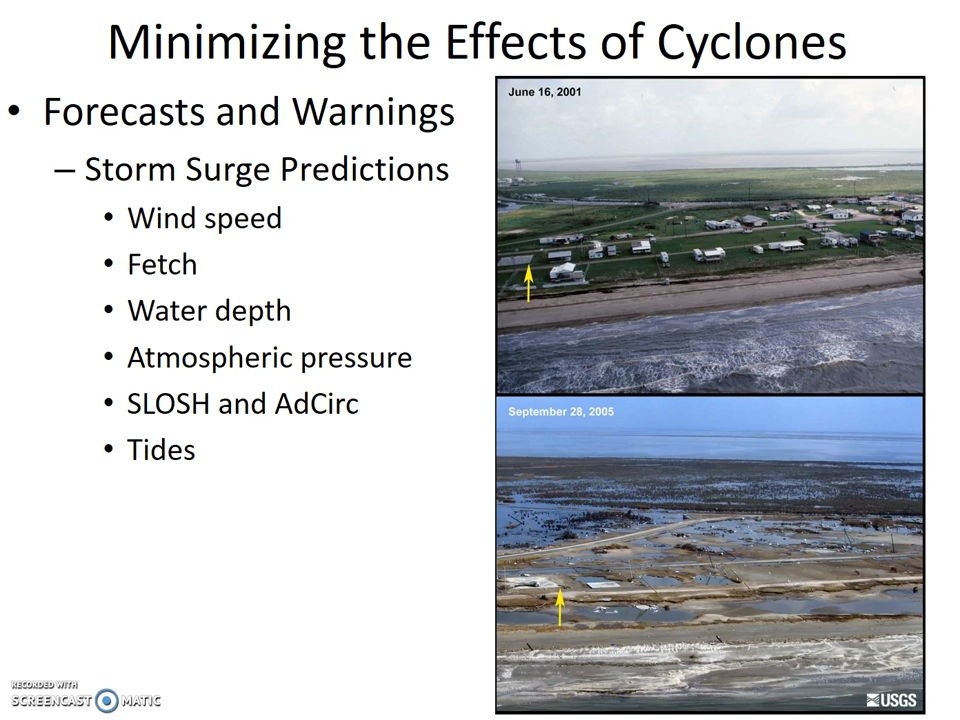 Minimizing the Effects of Cyclones
• Forecasts and Warnings
– Storm Surge Predictions
• Wind speed
• Fetch
• Water depth
• Atmospheric pressure
• SLOSH and AdCirc
• Tides
June 16, 2001
September 28, 2005
USGS
RECORDED WITH
SCREENCAST MATIC